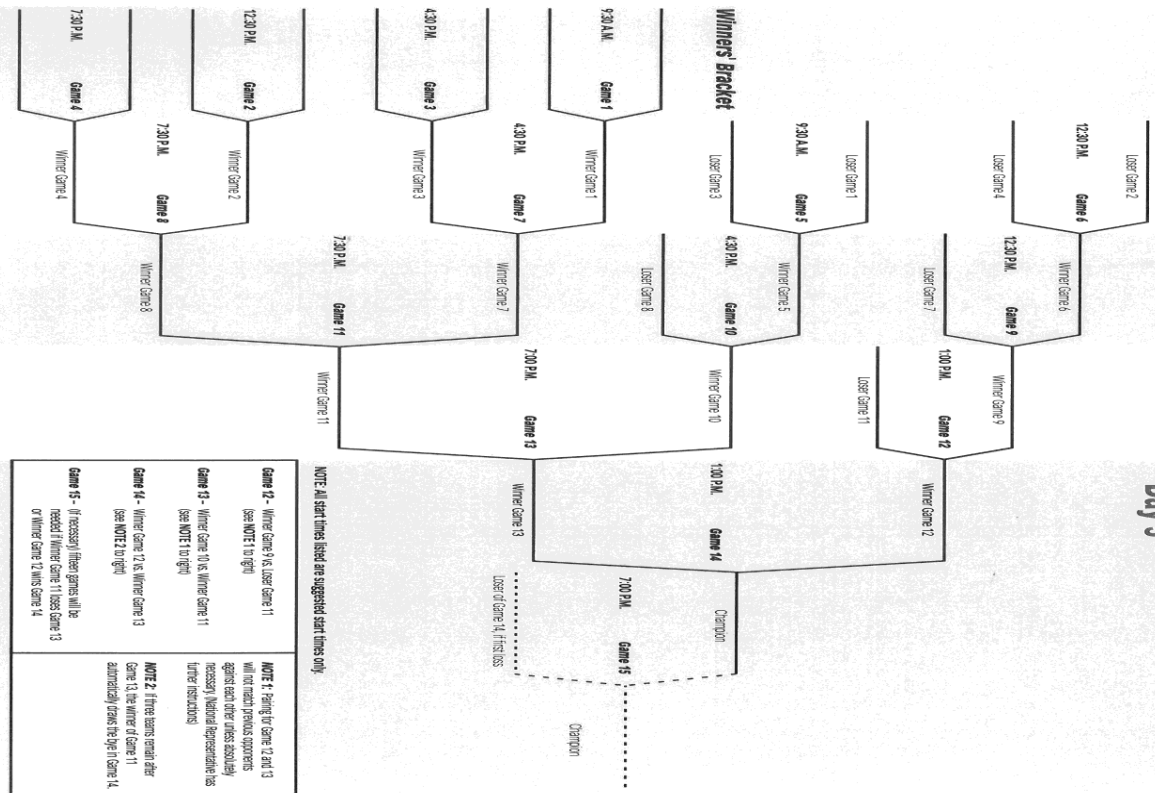 Loser Game 2
12:30 P.M. Game 6
Winner Game 6
12:30 P.M. Game 9
Loser Game 4
Winner Game 9
1:00 P.M. Game 12
Loser Game 7
Winner Game 12
Loser Game 11
Loser Game 1
9:30 A.M. Game 5
Winner Game 5
4:30 P.M. Game 10
Loser Game 3
Winner Game 10
1:00 P.M. Game 14
Champion
Loser Game 8
Winners' Bracket
7:00 P.M. Game 15
9:30 A.M. Game 1
Winner Game 1
Champion
7:00 P.M. Game 13
4:30 P.M. Game 7
Winner Game 13
Winner Game 7
Loser of Game 14, if first loss
4:30 P.M. Game 3
Winner Game 3
7:30 P.M. Game 11
Winner Game 11
12:30 P.M. Game 2
Winner Game 2
7:30 P.M. Game 8
Winner Game 8
7:30 P.M. Game 4
Winner Game 4
NOTE: All start times listed are suggested start times only.
Game 12 - Winner Game 9 vs. Loser Game 11
(see NOTE 1 to right)
Game 13 - Winner Game 10 vs. Winner Game 11
(see NOTE 1 to right)
Game 14 - Winner Game 12 vs. Winner Game 13
(see NOTE 2 to right)
Game 15 - (if necessary) fifteen games will be
needed if Winner Game 11 loses Game 13
or Winner Game 12 wins Game 14
NOTE 1: Pairing for Game 12 and 13
will not match previous opponents
against each other unless absolutely
necessary. (National Representative has
further instructions)
NOTE 2: If three teams remain after
Game 13, the winner of Game 11
automatically draws the bye in Game 14.